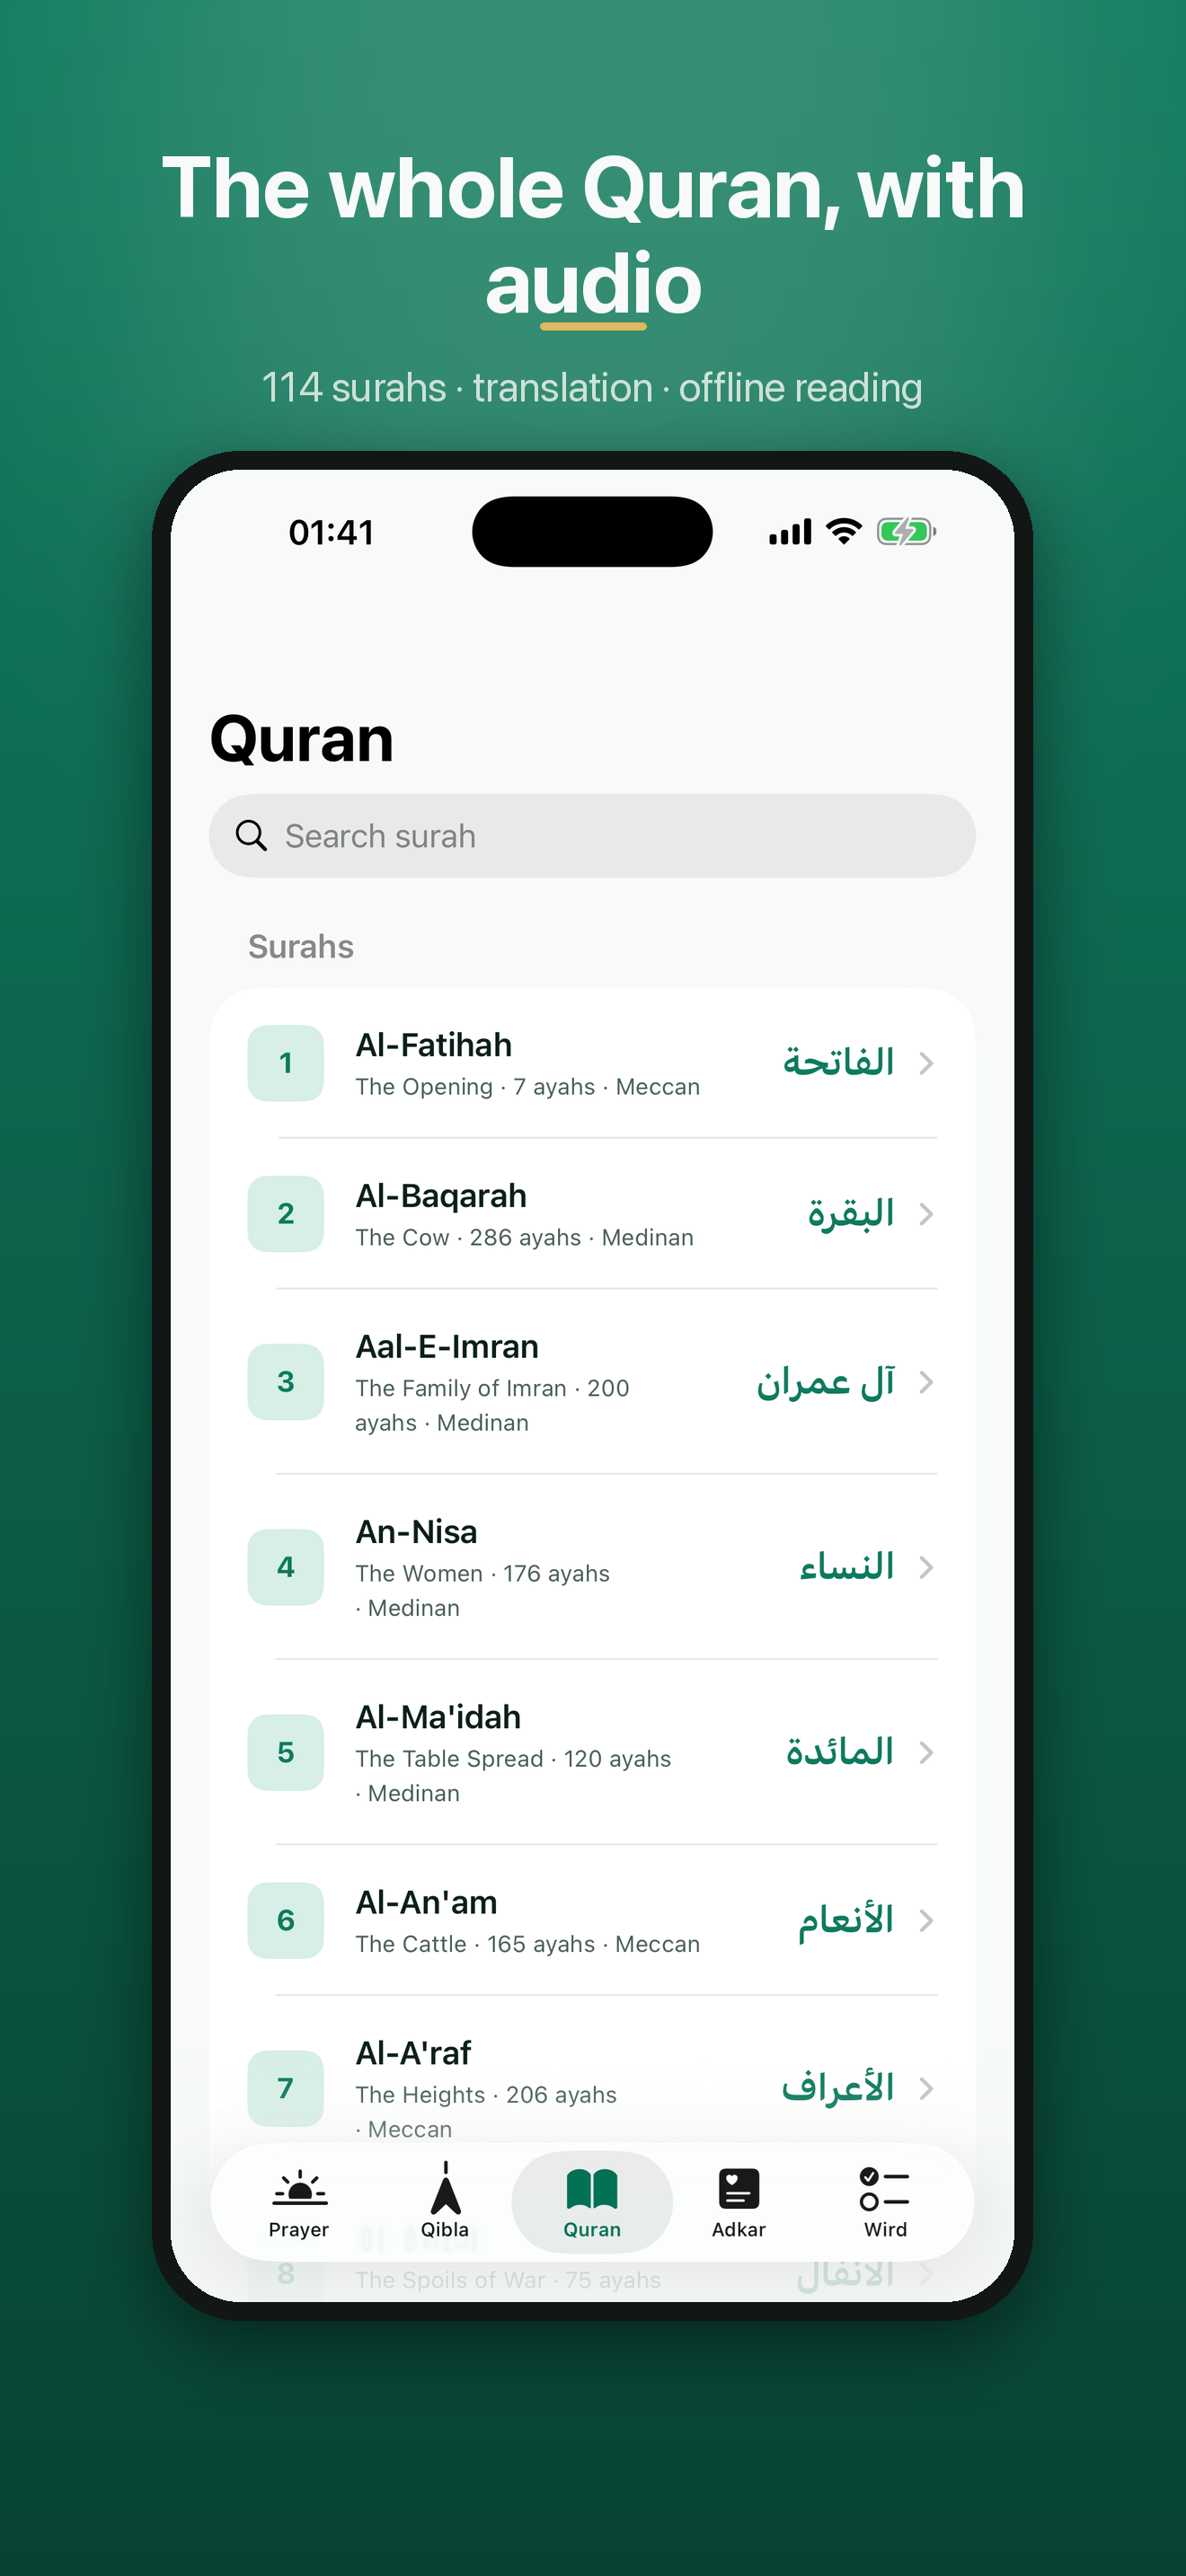 The whole Quran, with
audio
114 surahs · translation · offline reading
01:41
Quran
Search surah
Surahs
1 Al-Fatihah الفاتحة
The Opening · 7 ayahs · Meccan
2 Al-Baqarah البقرة
The Cow · 286 ayahs · Medinan
3 Aal-E-Imran آل عمران
The Family of Imran · 200
ayahs · Medinan
4 An-Nisa النساء
The Women · 176 ayahs
· Medinan
5 Al-Ma'idah المائدة
The Table Spread · 120 ayahs
· Medinan
6 Al-An'am الأنعام
The Cattle · 165 ayahs · Meccan
7 Al-A'raf الأعراف
The Heights · 206 ayahs
· Meccan
Prayer Qibla Quran Adkar Wird
8 The Spoils of War · 75 ayahs